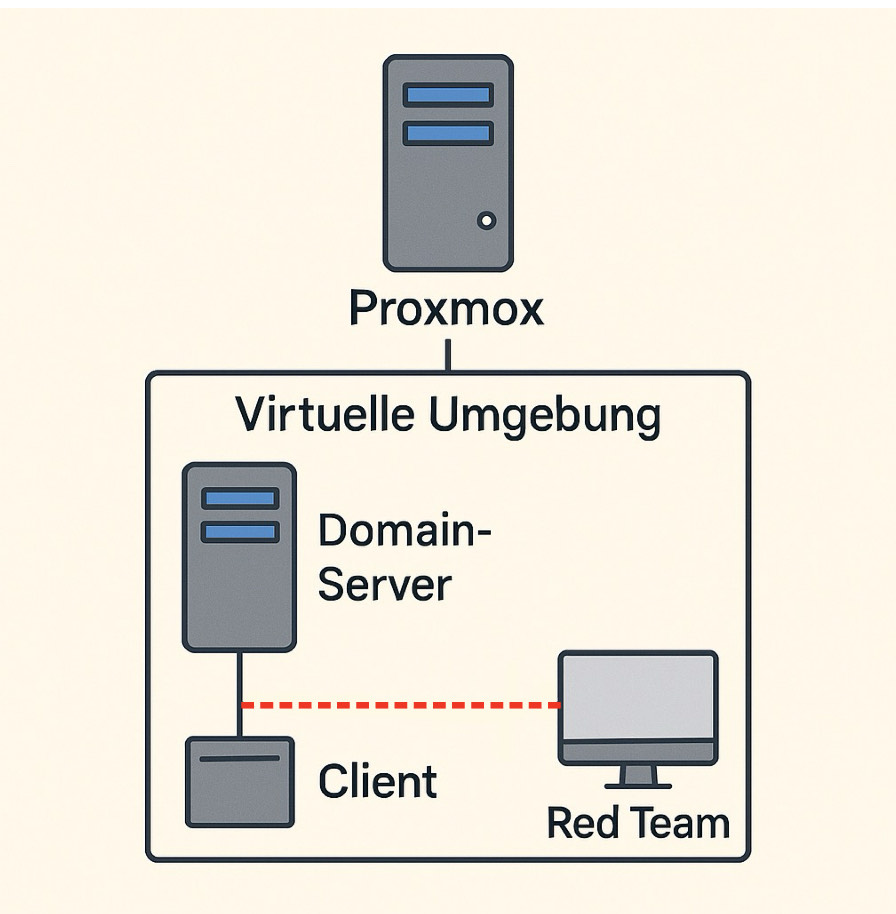 Proxmox
Virtuelle Umgebung
Domain-
Server
Client
Red Team